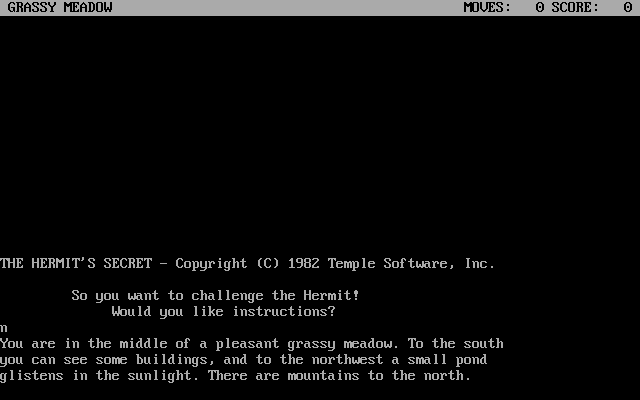 GRASSY MEADOW MOVES: 0 SCORE: 0
THE HERMIT'S SECRET - Copyright (C) 1982 Temple Software, Inc.
So you want to challenge the Hermit!
Would you like instructions?
n
You are in the middle of a pleasant grassy meadow. To the south
you can see some buildings, and to the northwest a small pond
glistens in the sunlight. There are mountains to the north.